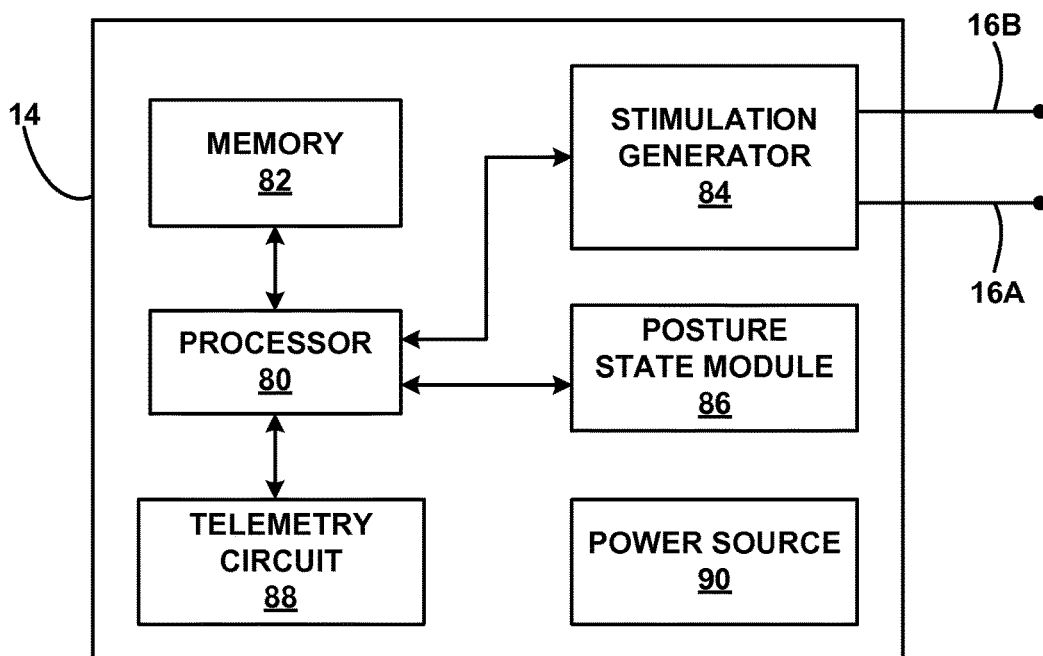 16B
14
MEMORY
82
STIMULATION
GENERATOR
84
16A
PROCESSOR
80
POSTURE
STATE MODULE
86
TELEMETRY
CIRCUIT
88
POWER SOURCE
90